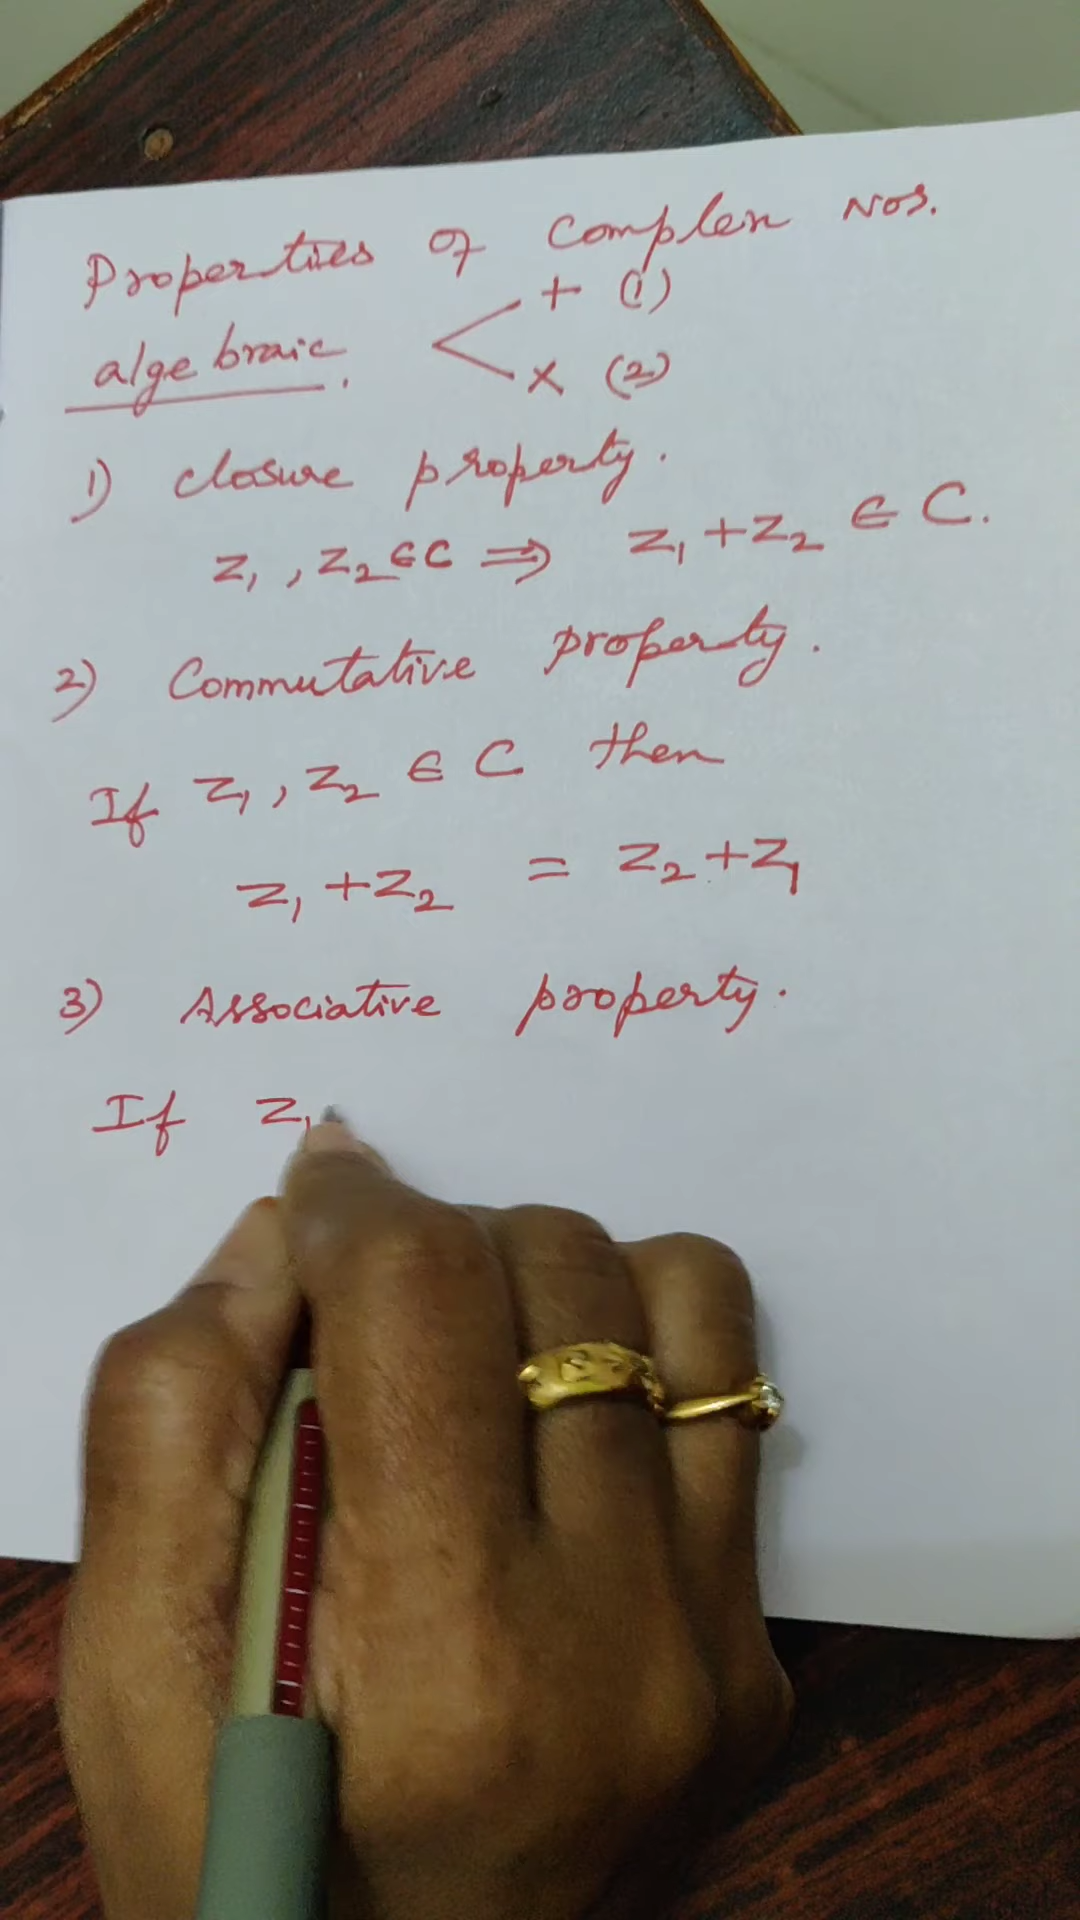 Properties of Complex Nos.
algebraic. < + (1)
x (2)
1) closure property.
z₁, z₂ ∈ C ⇒ z₁ + z₂ ∈ C.
2) Commutative property.
If z₁, z₂ ∈ C then
z₁ + z₂ = z₂ + z₁
3) Associative property.
If z₁